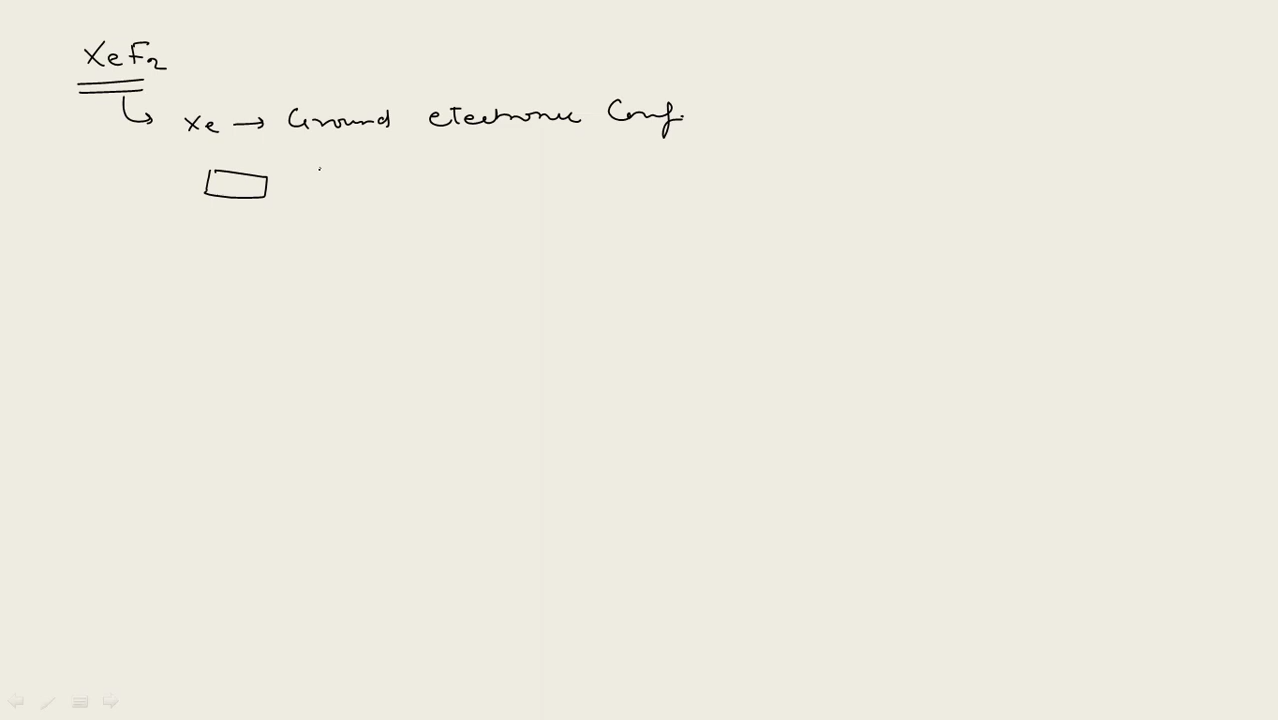 XeF₂
Xe → Ground electronic Conf.